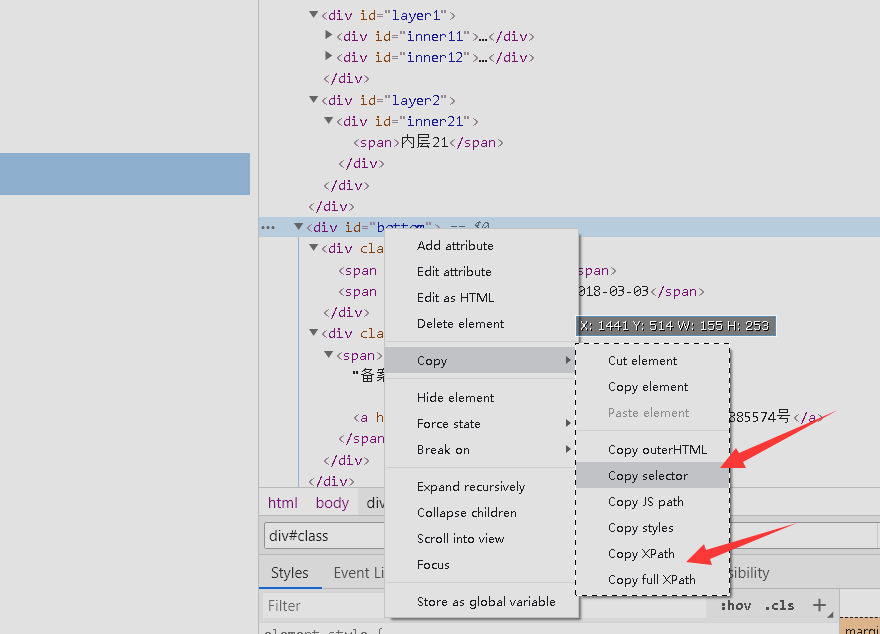 ▼<div id="layer1">
▶<div id="inner11">…</div>
▶<div id="inner12">…</div>
</div>
▼<div id="layer2">
▼<div id="inner21">
<span>内层21</span>
</div>
</div>
</div>
••• ▼<div id="bottom"> == $0
▼<div cla
<span span>
<span 018-03-03</span>
</div>
▼<div cla
▼<span>
"备案
<a h 885574号</a>
</span
</div>
</div>
html body div
div#class
Styles Event Li ibility
Filter :hov .cls +
element.style {
margin
Add attribute
Edit attribute
Edit as HTML
Delete element
Copy
Hide element
Force state
Break on
Expand recursively
Collapse children
Scroll into view
Focus
Store as global variable
X: 1441 Y: 514 W: 155 H: 253
Cut element
Copy element
Paste element
Copy outerHTML
Copy selector
Copy JS path
Copy styles
Copy XPath
Copy full XPath